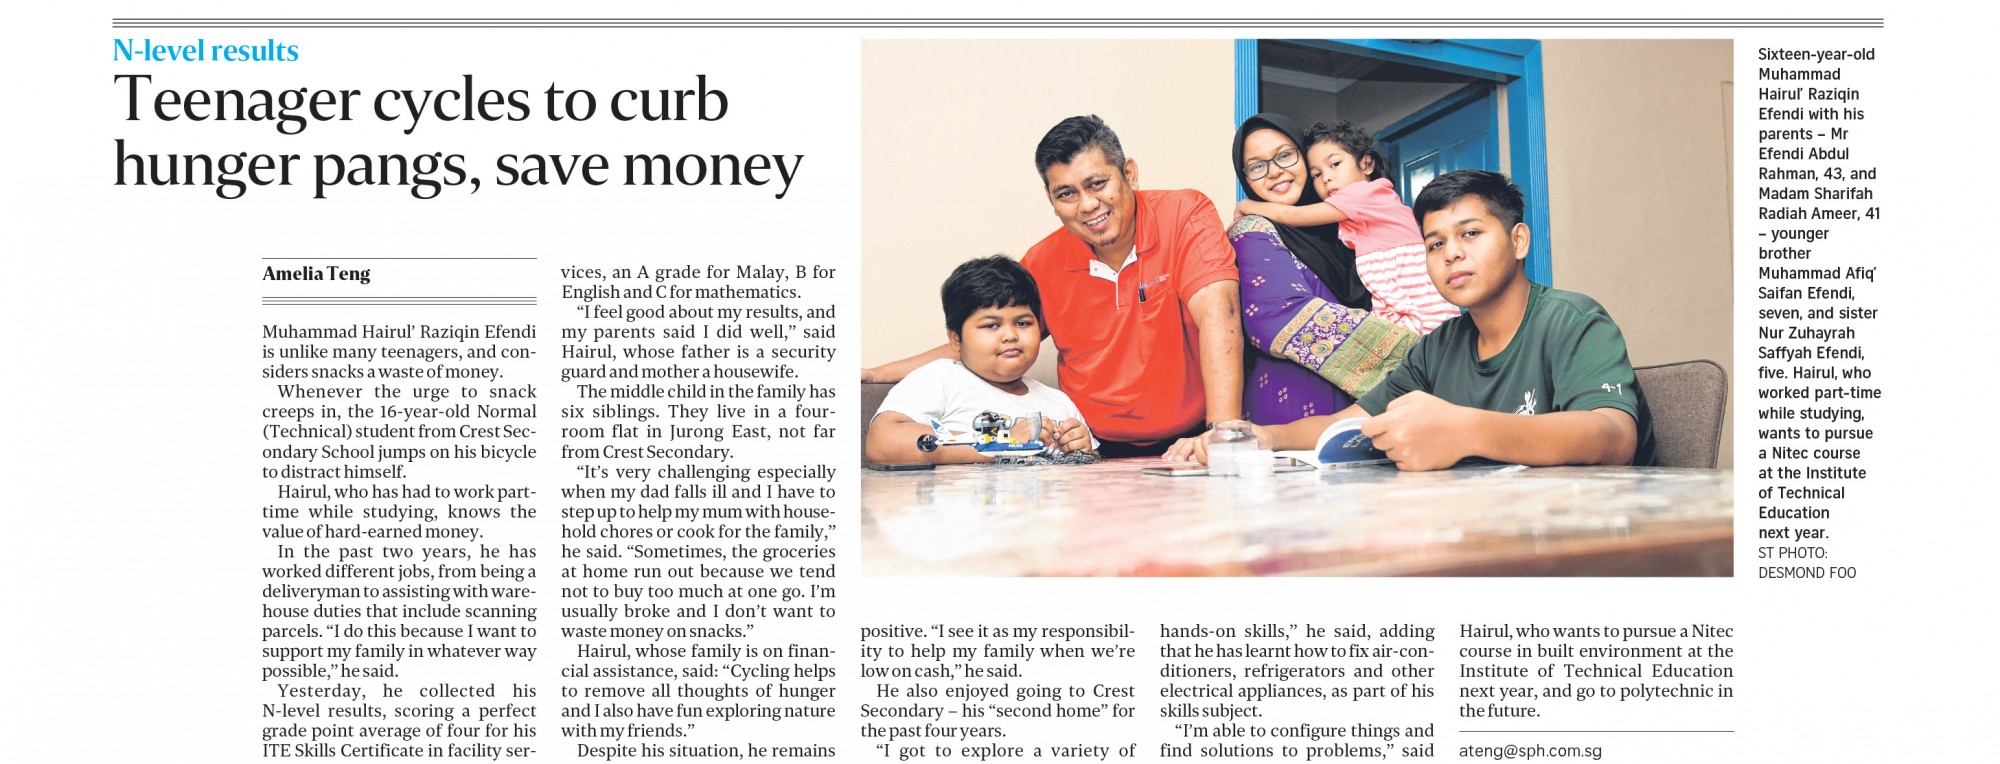 N-level results
Teenager cycles to curb
hunger pangs, save money
Amelia Teng
Muhammad Hairul’ Raziqin Efendi
is unlike many teenagers, and con-
siders snacks a waste of money.
Whenever the urge to snack
creeps in, the 16-year-old Normal
(Technical) student from Crest Sec-
ondary School jumps on his bicycle
to distract himself.
Hairul, who has had to work part-
time while studying, knows the
value of hard-earned money.
In the past two years, he has
worked different jobs, from being a
deliveryman to assisting with ware-
house duties that include scanning
parcels. “I do this because I want to
support my family in whatever way
possible,” he said.
Yesterday, he collected his
N-level results, scoring a perfect
grade point average of four for his
ITE Skills Certificate in facility ser-
vices, an A grade for Malay, B for
English and C for mathematics.
“I feel good about my results, and
my parents said I did well,” said
Hairul, whose father is a security
guard and mother a housewife.
The middle child in the family has
six siblings. They live in a four-
room flat in Jurong East, not far
from Crest Secondary.
“It’s very challenging especially
when my dad falls ill and I have to
step up to help my mum with house-
hold chores or cook for the family,”
he said. “Sometimes, the groceries
at home run out because we tend
not to buy too much at one go. I’m
usually broke and I don’t want to
waste money on snacks.”
Hairul, whose family is on finan-
cial assistance, said: “Cycling helps
to remove all thoughts of hunger
and I also have fun exploring nature
with my friends.”
Despite his situation, he remains
positive. “I see it as my responsibil-
ity to help my family when we’re
low on cash,” he said.
He also enjoyed going to Crest
Secondary – his “second home” for
the past four years.
“I got to explore a variety of
hands-on skills,” he said, adding
that he has learnt how to fix air-con-
ditioners, refrigerators and other
electrical appliances, as part of his
skills subject.
“I’m able to configure things and
find solutions to problems,” said
Hairul, who wants to pursue a Nitec
course in built environment at the
Institute of Technical Education
next year, and go to polytechnic in
the future.
ateng@sph.com.sg
4-1
Sixteen-year-old
Muhammad
Hairul’ Raziqin
Efendi with his
parents – Mr
Efendi Abdul
Rahman, 43, and
Madam Sharifah
Radiah Ameer, 41
– younger
brother
Muhammad Afiq’
Saifan Efendi,
seven, and sister
Nur Zuhayrah
Saffyah Efendi,
five. Hairul, who
worked part-time
while studying,
wants to pursue
a Nitec course
at the Institute
of Technical
Education
next year.
ST PHOTO:
DESMOND FOO